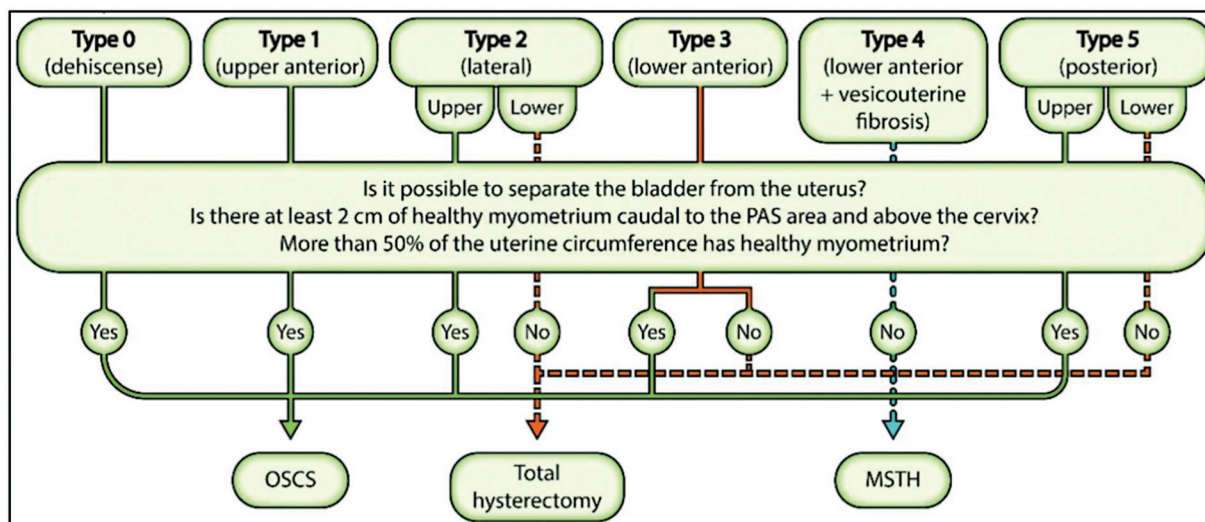 Type 0
(dehiscense)
Type 1
(upper anterior)
Type 2
(lateral)
Upper
Lower
Type 3
(lower anterior)
Type 4
(lower anterior
+ vesicouterine
fibrosis)
Type 5
(posterior)
Upper
Lower
Is it possible to separate the bladder from the uterus?
Is there at least 2 cm of healthy myometrium caudal to the PAS area and above the cervix?
More than 50% of the uterine circumference has healthy myometrium?
Yes
Yes
Yes
No
Yes
No
No
Yes
No
OSCS
Total
hysterectomy
MSTH